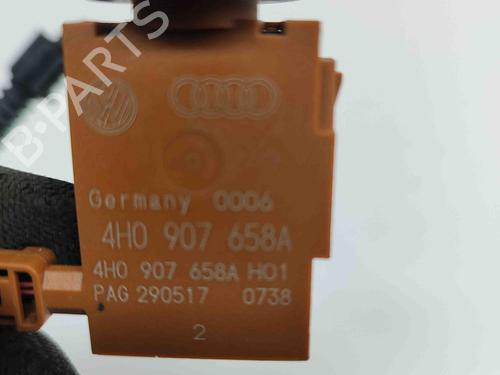 B-PARTS
Germany 0006
4H0 907 658A
4H0 907 658A H01
PAG 290517 0738
2